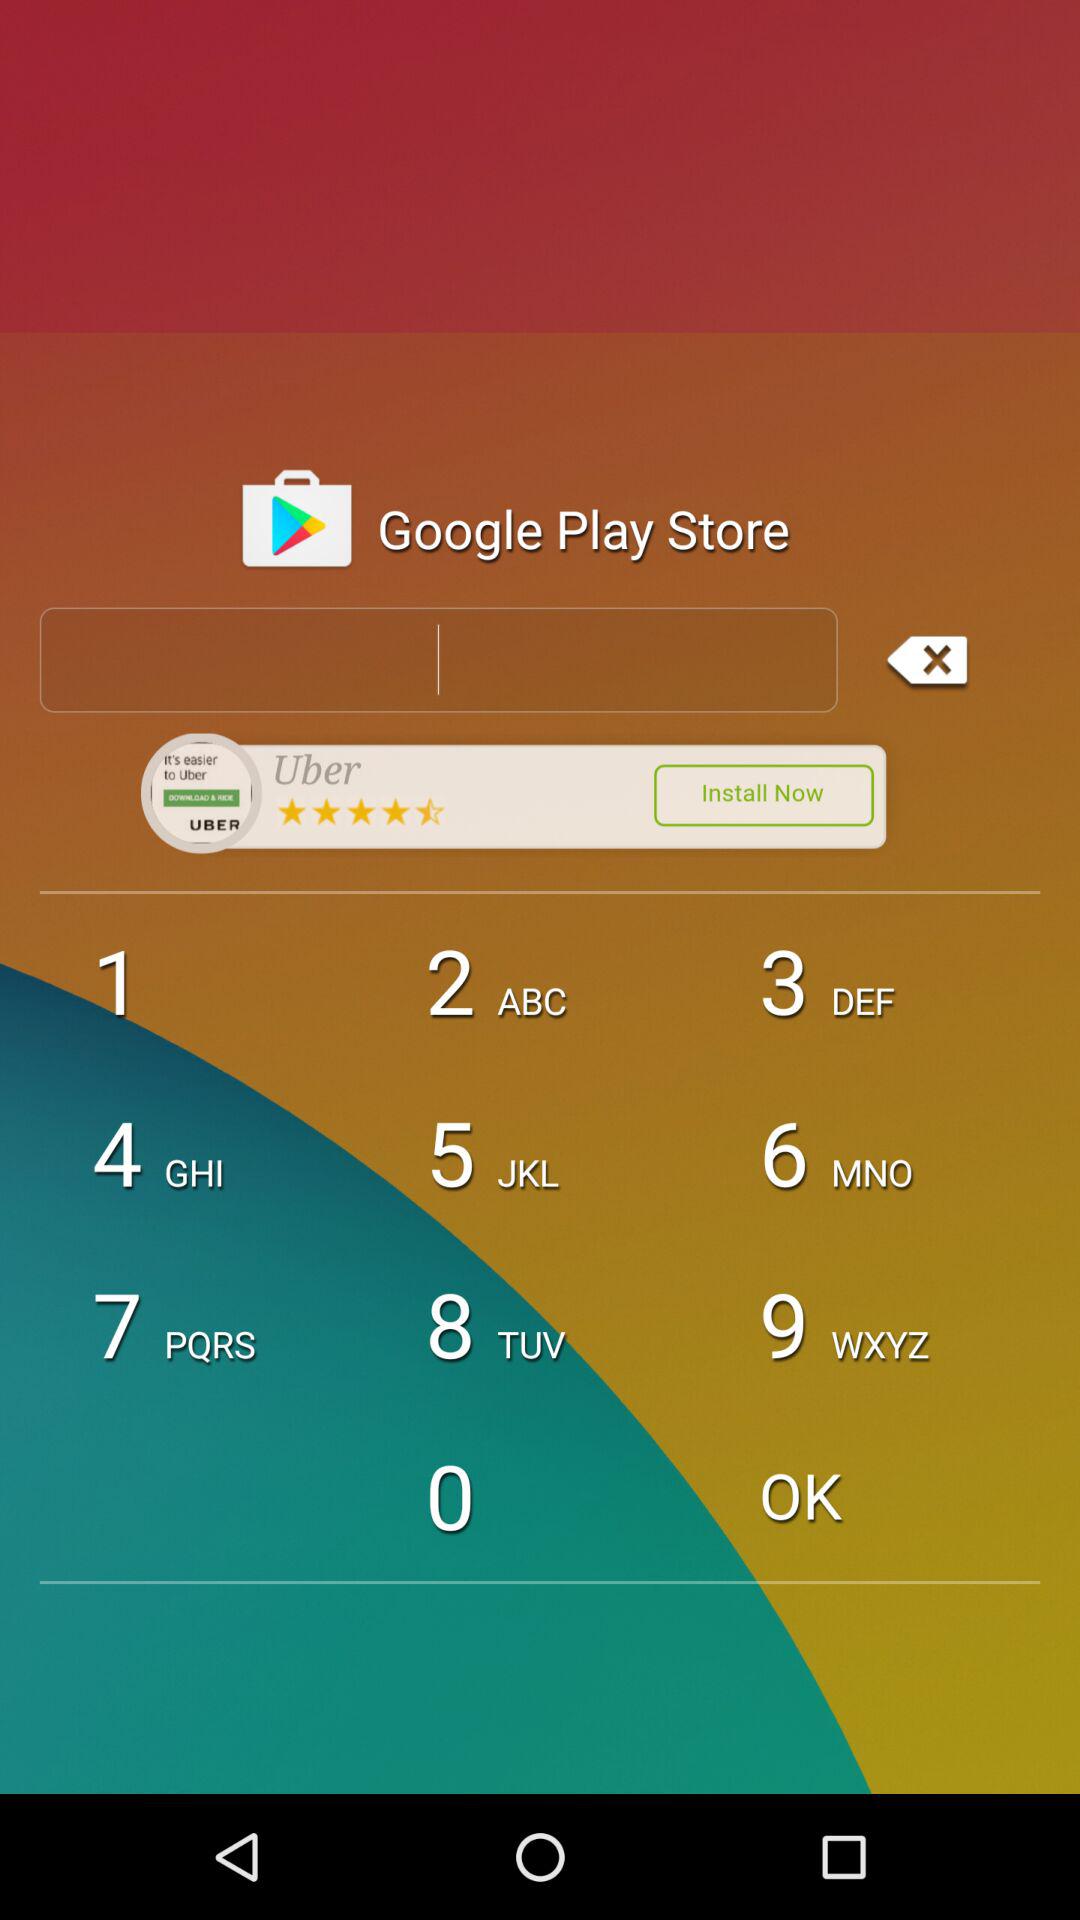 Google Play Store
It's easier
to Uber
DOWNLOAD & RIDE
UBER
Uber
Install Now
1
2 ABC
3 DEF
4 GHI
5 JKL
6 MNO
7 PQRS
8 TUV
9 WXYZ
0
OK